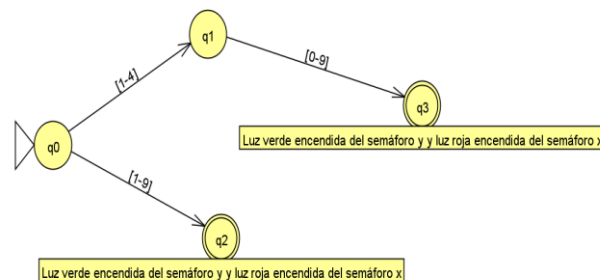 q1
[0-9]
[1-4]
q3
Luz verde encendida del semáforo y y luz roja encendida del semáforo x
q0
[1-9]
q2
Luz verde encendida del semáforo y y luz roja encendida del semáforo x